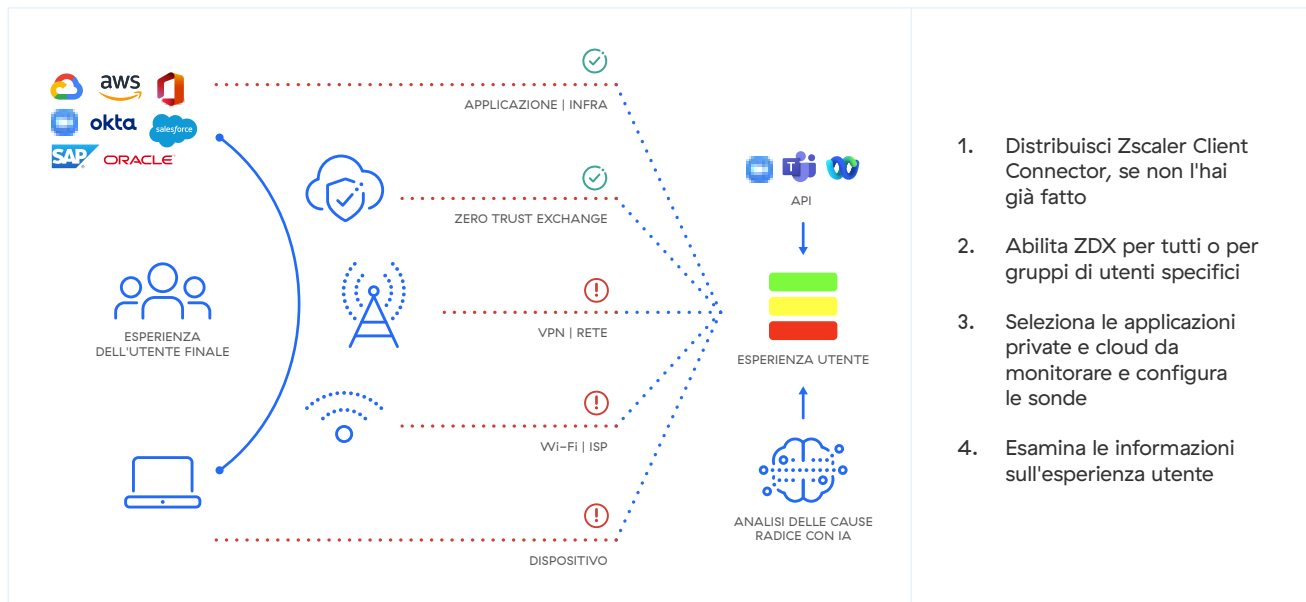 aws
okta
salesforce
SAP
ORACLE
APPLICAZIONE | INFRA
ZERO TRUST EXCHANGE
ESPERIENZA
DELL'UTENTE FINALE
VPN | RETE
Wi-Fi | ISP
DISPOSITIVO
T
API
ESPERIENZA UTENTE
ANALISI DELLE CAUSE
RADICE CON IA
1. Distribuisci Zscaler Client
Connector, se non l'hai
già fatto
2. Abilita ZDX per tutti o per
gruppi di utenti specifici
3. Seleziona le applicazioni
private e cloud da
monitorare e configura
le sonde
4. Esamina le informazioni
sull'esperienza utente